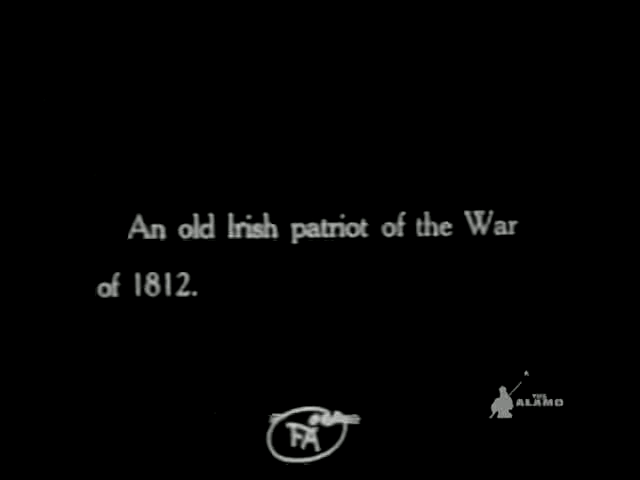 An old Irish patriot of the War
of 1812.
THE
ALAMO
FA